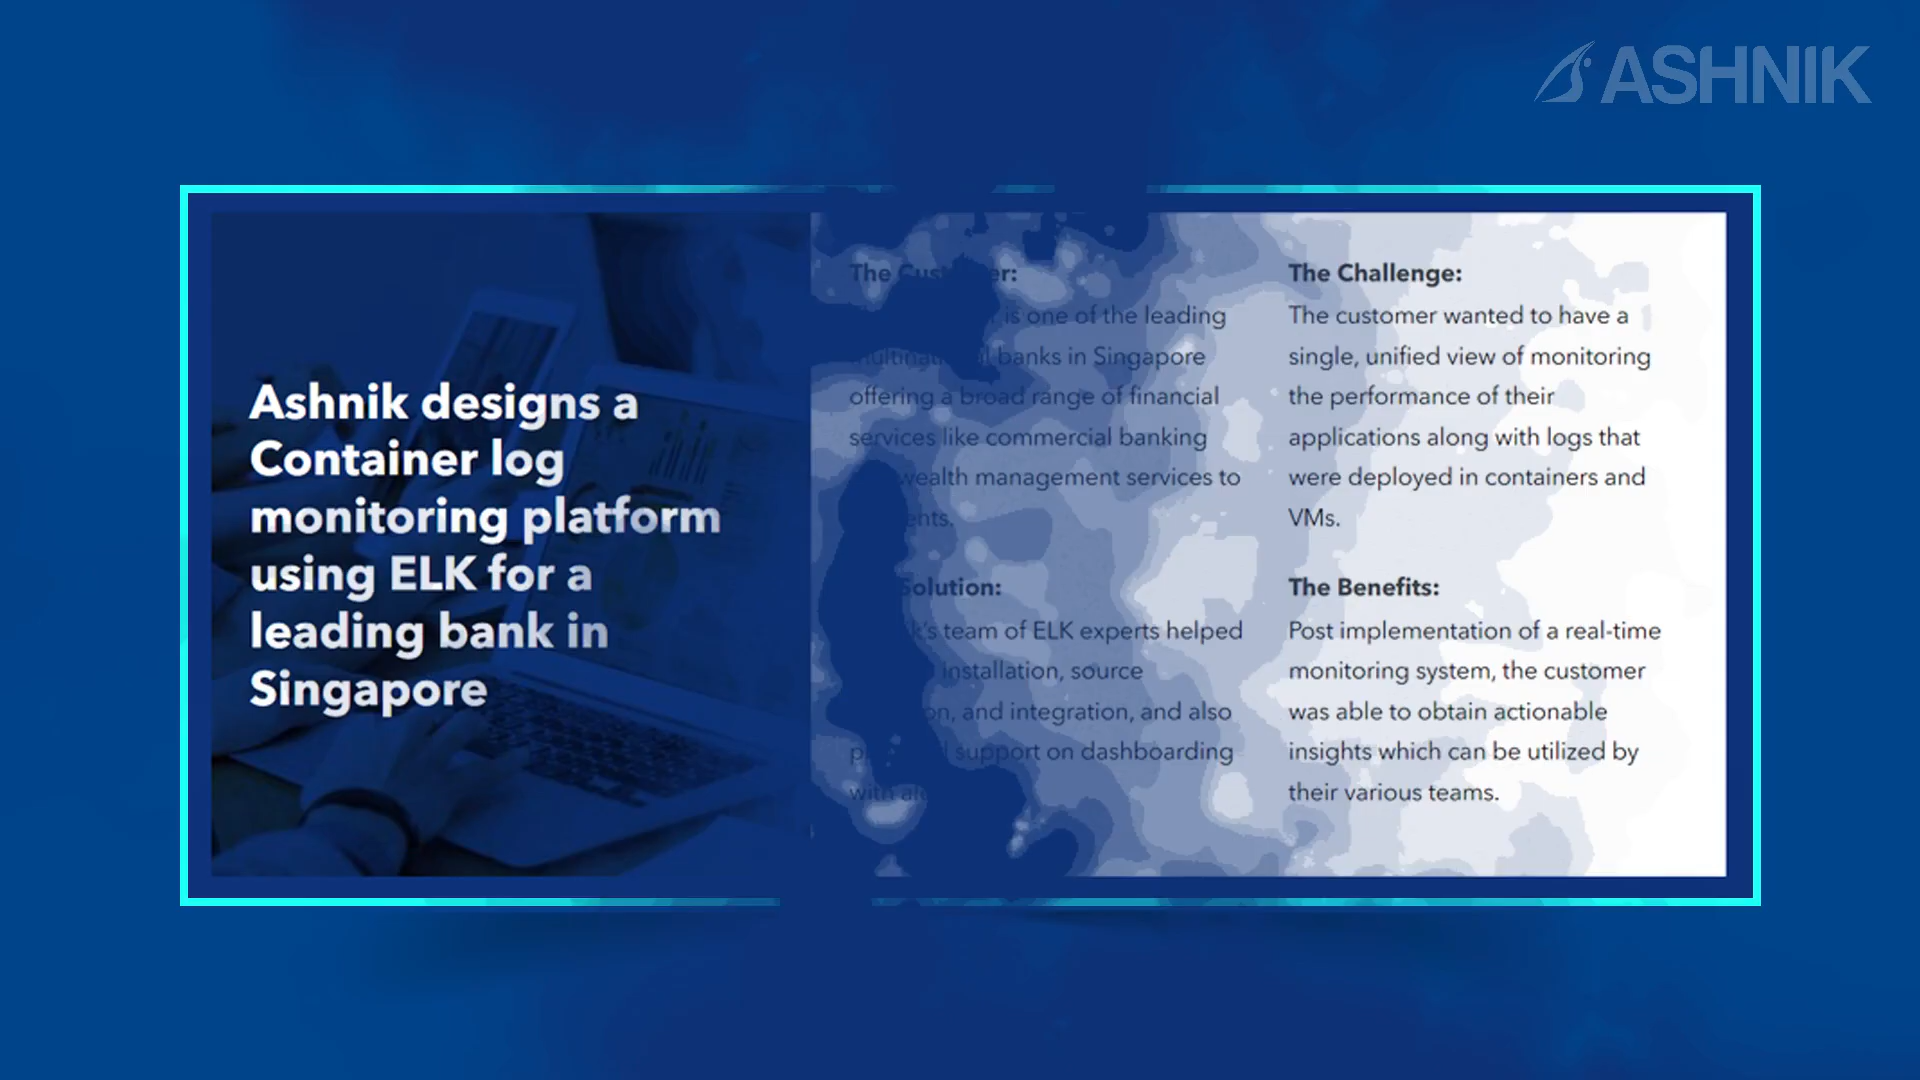 ASHNIK
Ashnik designs a
Container log
monitoring platform
using ELK for a
leading bank in
Singapore
The Customer:
is one of the leading
banks in Singapore
offering a broad range of financial
services like commercial banking
wealth management services to
The Challenge:
The customer wanted to have a
single, unified view of monitoring
the performance of their
applications along with logs that
were deployed in containers and
VMs.
Solution:
team of ELK experts helped
installation, source
and integration, and also
support on dashboarding
with
The Benefits:
Post implementation of a real-time
monitoring system, the customer
was able to obtain actionable
insights which can be utilized by
their various teams.